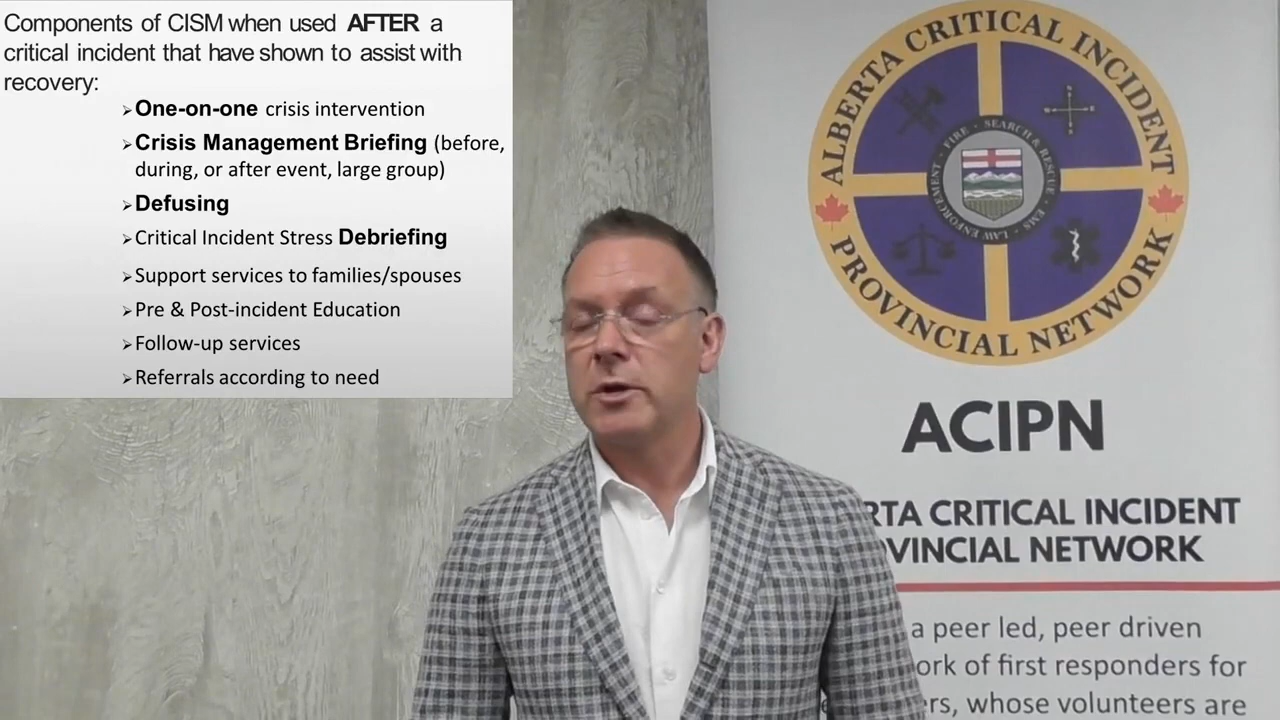 Components of CISM when used AFTER a
critical incident that have shown to assist with
recovery:
➢One-on-one crisis intervention
➢Crisis Management Briefing (before,
during, or after event, large group)
➢Defusing
➢Critical Incident Stress Debriefing
➢Support services to families/spouses
➢Pre & Post-incident Education
➢Follow-up services
➢Referrals according to need
ALBERTA CRITICAL INCIDENT
PROVINCIAL NETWORK
FIRE · SEARCH & RESCUE · EMS · LAW ENFORCEMENT ·
ACIPN
RTA CRITICAL INCIDENT
OVINCIAL NETWORK
a peer led, peer driven
ork of first responders for
ers, whose volunteers are